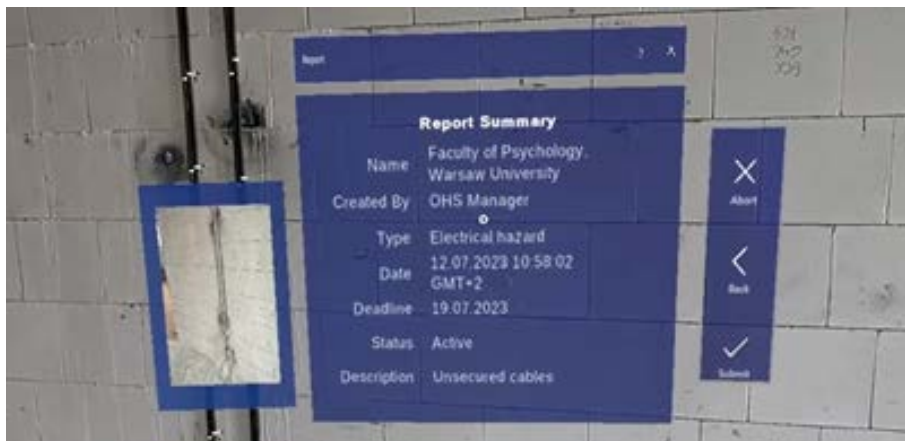 Report
?
Report Summary
Name Faculty of Psychology,
Warsaw University
Created By OHS Manager
Type Electrical hazard
Date 12.07.2023 10:58:02
GMT+2
Deadline 19.07.2023
Status Active
Description Unsecured cables
Abort
Back
Submit